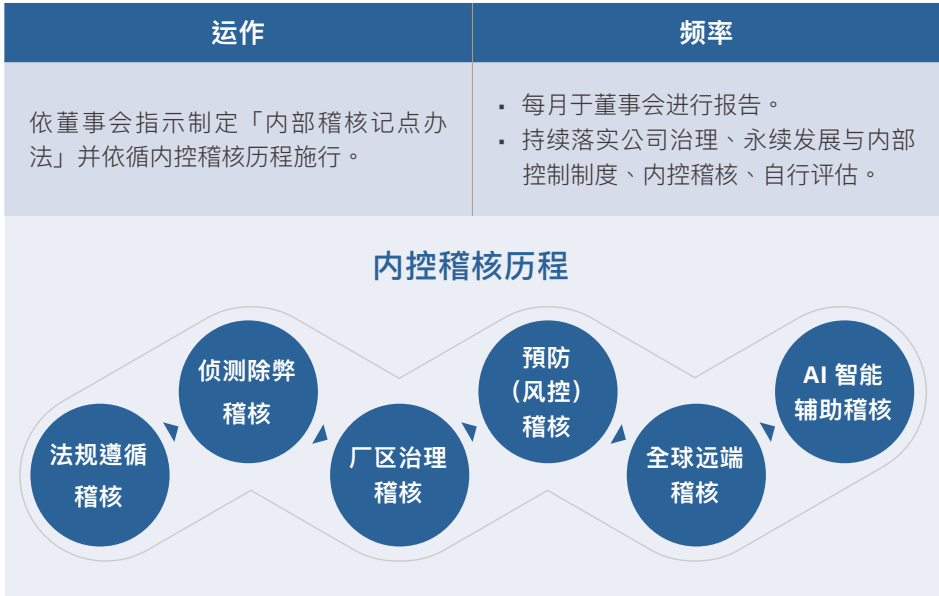 运作
频率
依董事会指示制定「内部稽核记点办
法」并依循内控稽核历程施行。
▪ 每月于董事会进行报告。
▪ 持续落实公司治理、永续发展与内部
控制制度、内控稽核、自行评估。
内控稽核历程
法规遵循
稽核
侦测除弊
稽核
厂区治理
稽核
預防
（风控）
稽核
全球远端
稽核
AI 智能
辅助稽核